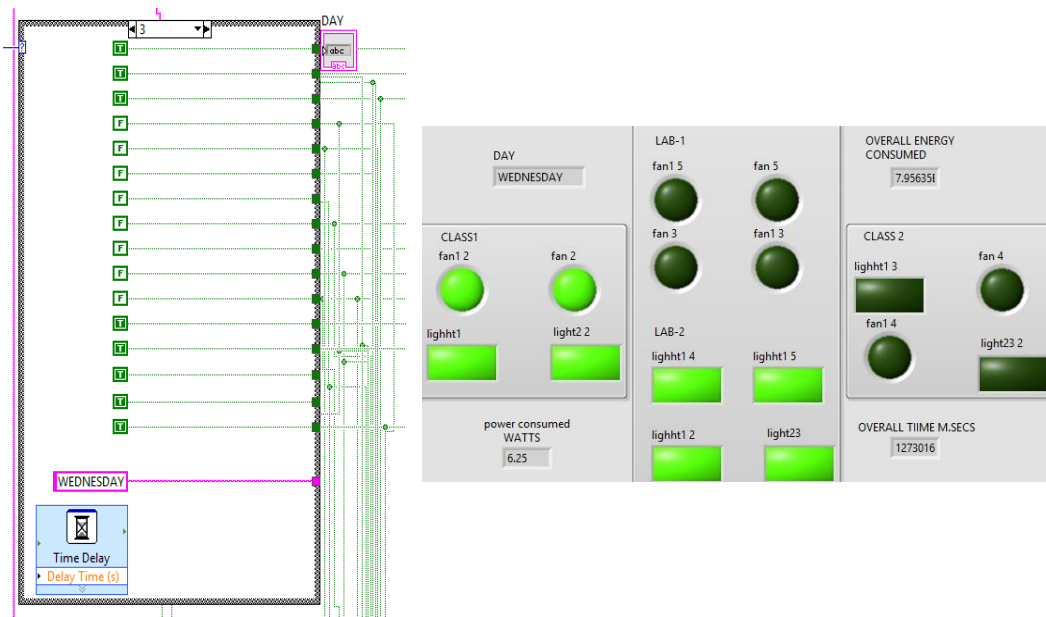 3
DAY
?
abc
abc
T
T
T
F
F
F
F
F
F
F
F
T
T
T
T
T
WEDNESDAY
Time Delay
Delay Time (s)
DAY
WEDNESDAY
CLASS1
fan1 2
fan 2
lighht1
light2 2
power consumed
WATTS
6.25
LAB-1
fan1 5
fan 5
fan 3
fan1 3
LAB-2
lighht1 4
lighht1 5
lighht1 2
light23
OVERALL ENERGY
CONSUMED
7.95635
CLASS 2
lighht1 3
fan 4
fan1 4
light23 2
OVERALL TIIME M.SECS
1273016